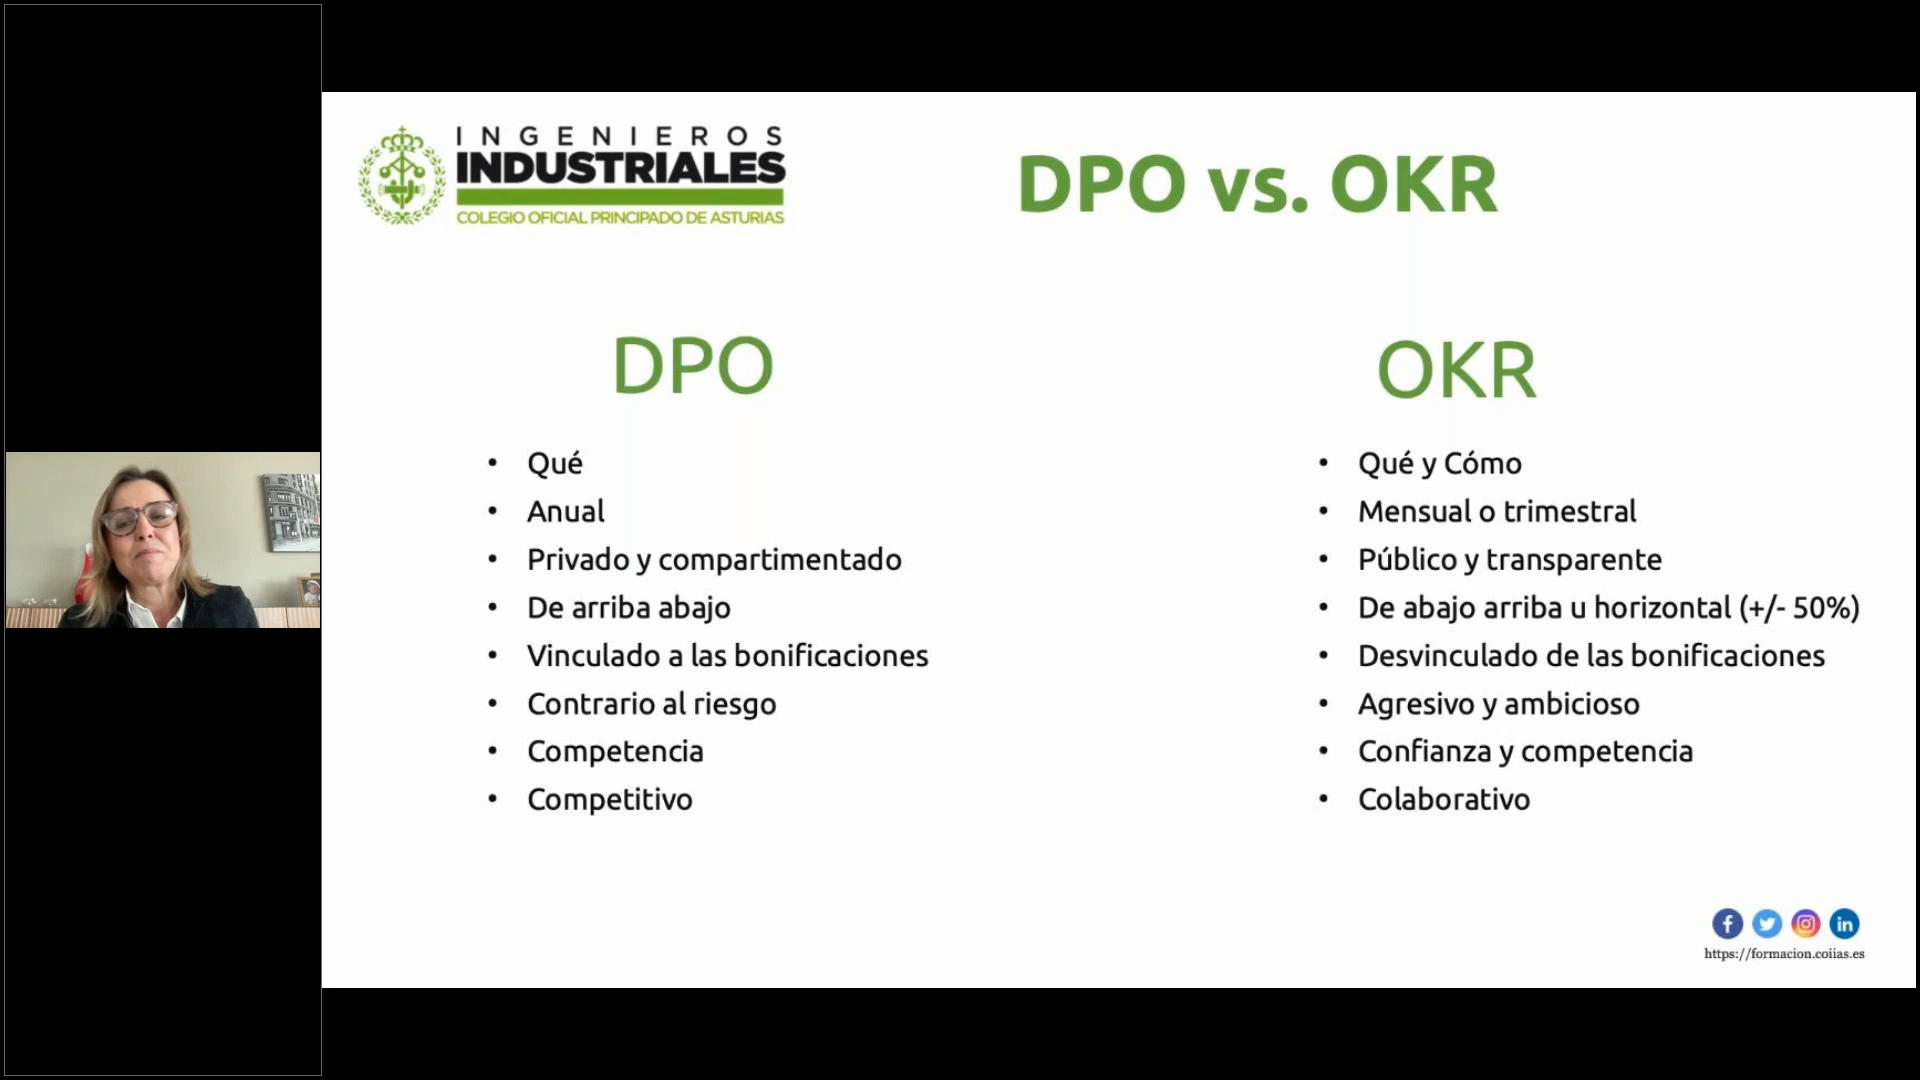 INGENIEROS
INDUSTRIALES
COLEGIO OFICIAL PRINCIPADO DE ASTURIAS
DPO vs. OKR
DPO
• Qué
• Anual
• Privado y compartimentado
• De arriba abajo
• Vinculado a las bonificaciones
• Contrario al riesgo
• Competencia
• Competitivo
OKR
• Qué y Cómo
• Mensual o trimestral
• Público y transparente
• De abajo arriba u horizontal (+/- 50%)
• Desvinculado de las bonificaciones
• Agresivo y ambicioso
• Confianza y competencia
• Colaborativo
https://formacion.coiias.es